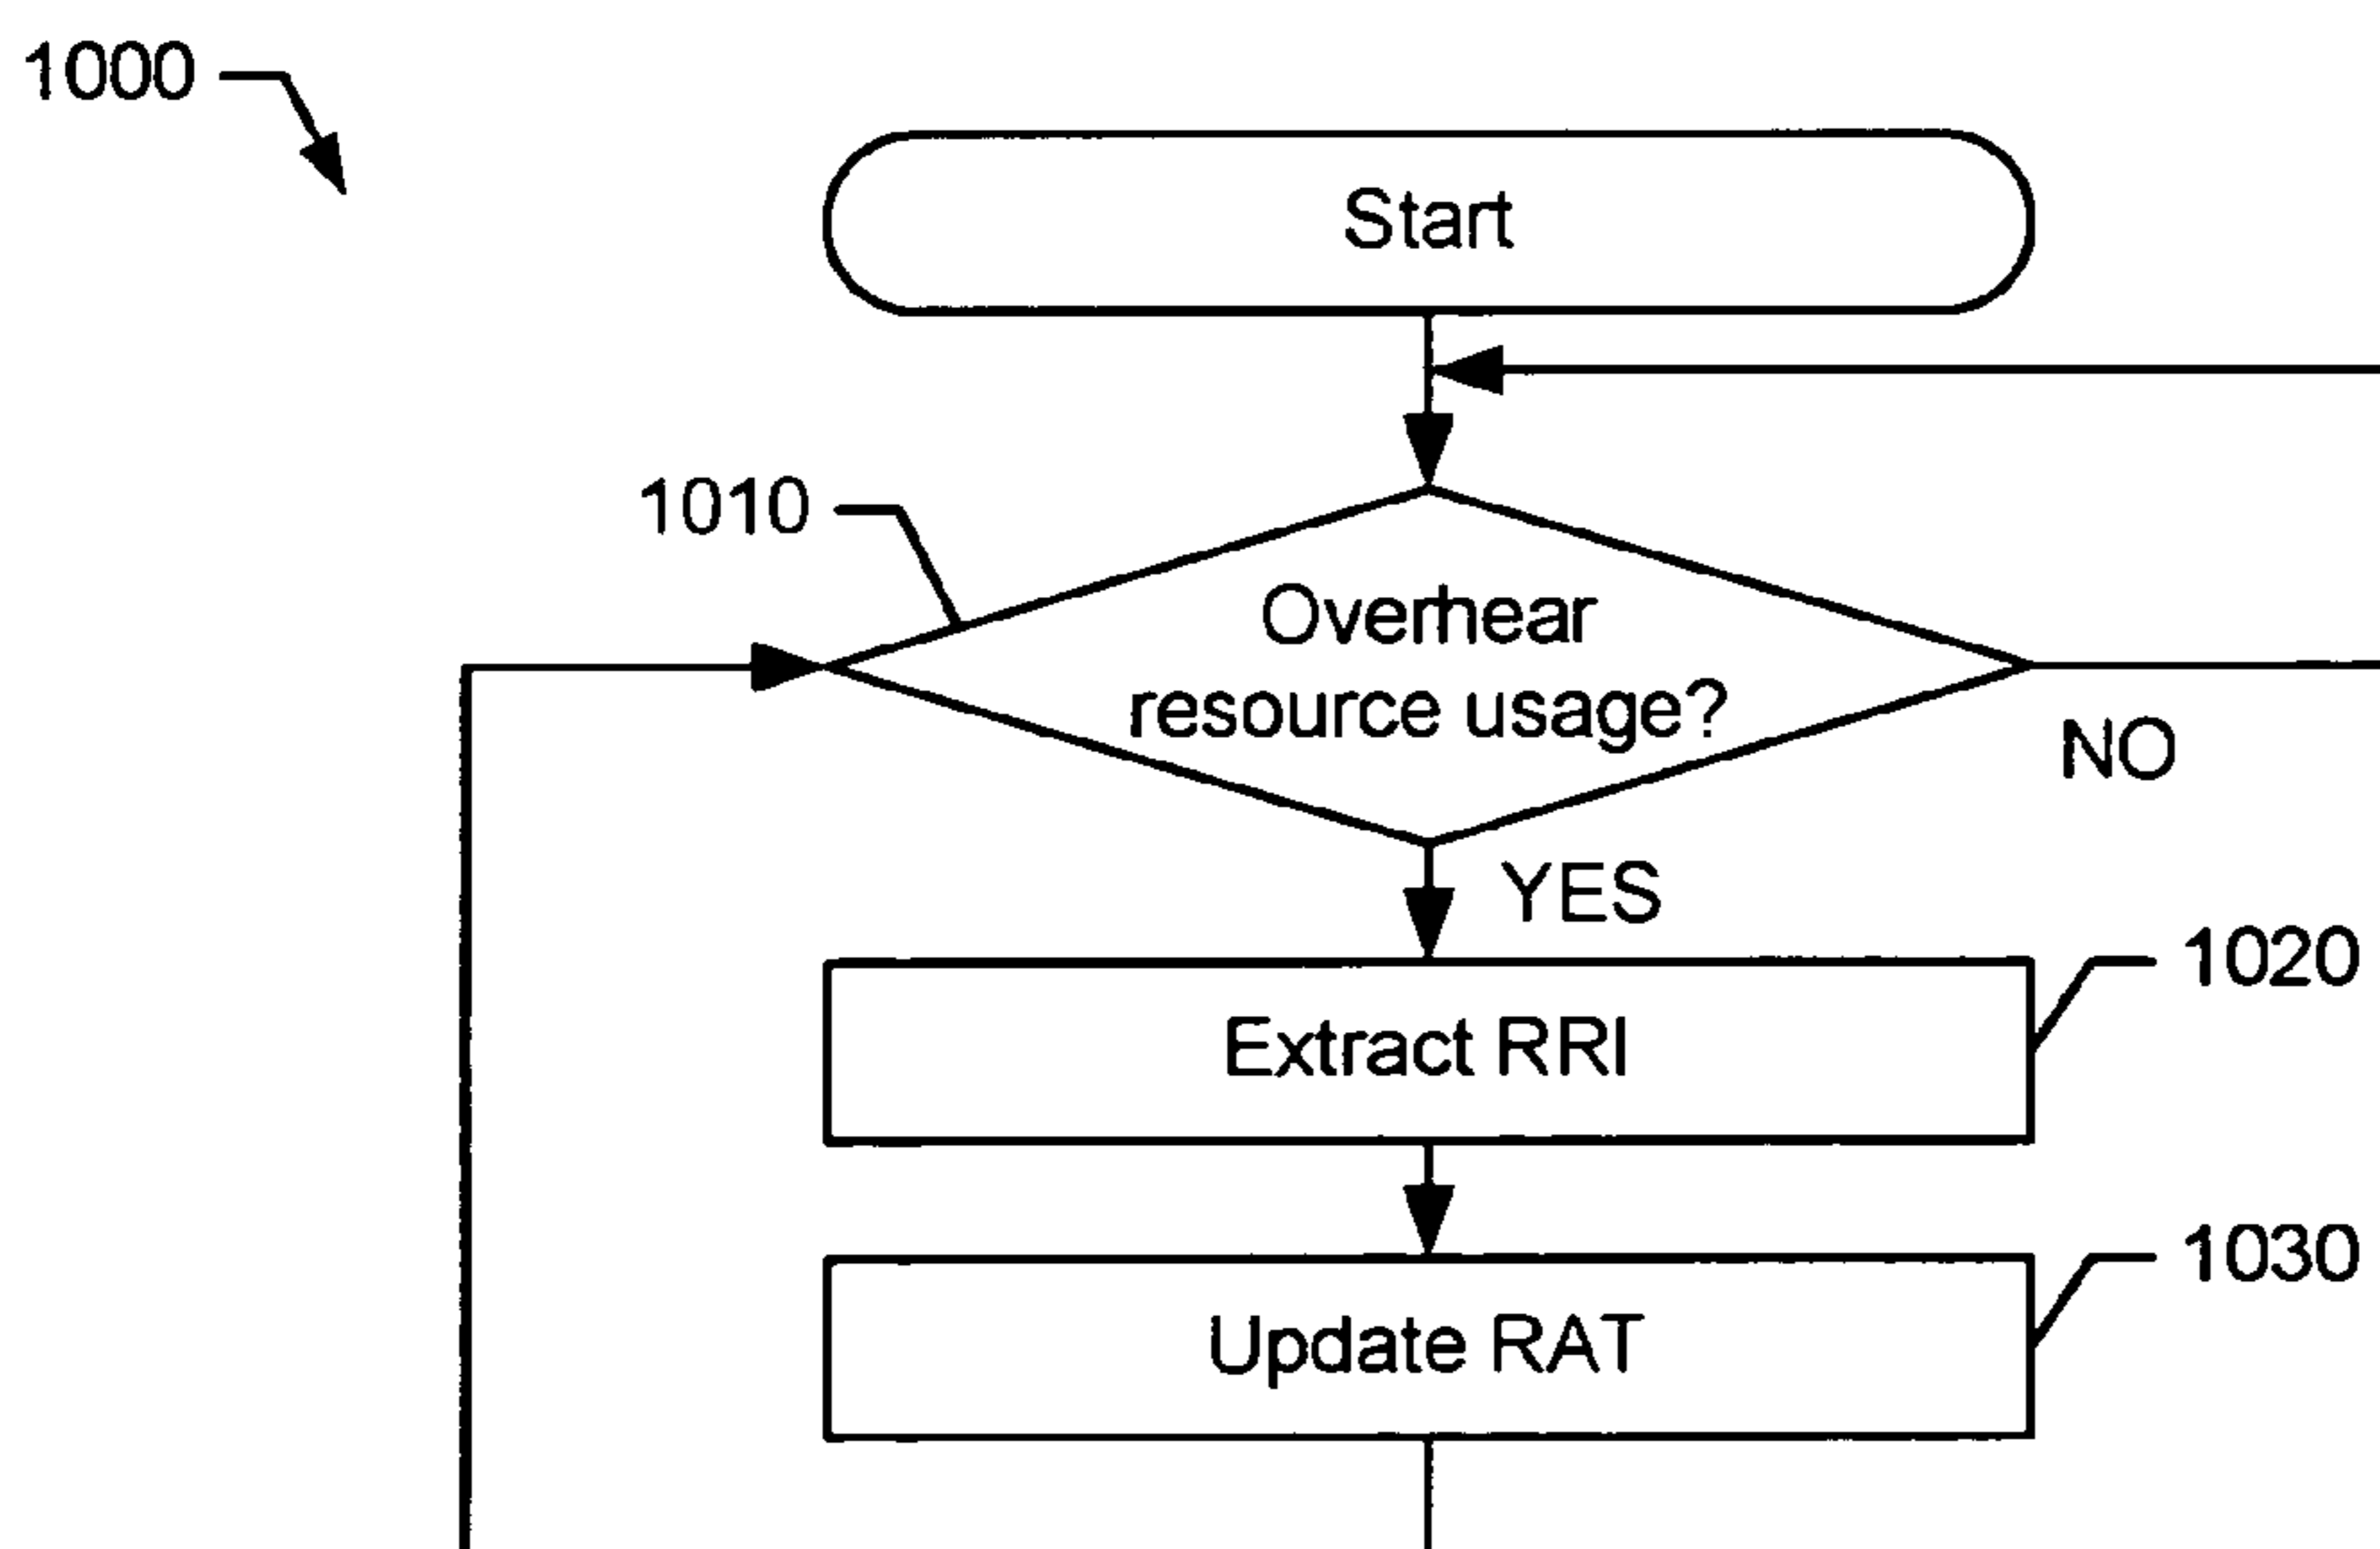 1000
Start
1010
Overhear
resource usage?
NO
YES
1020
Extract RRI
1030
Update RAT